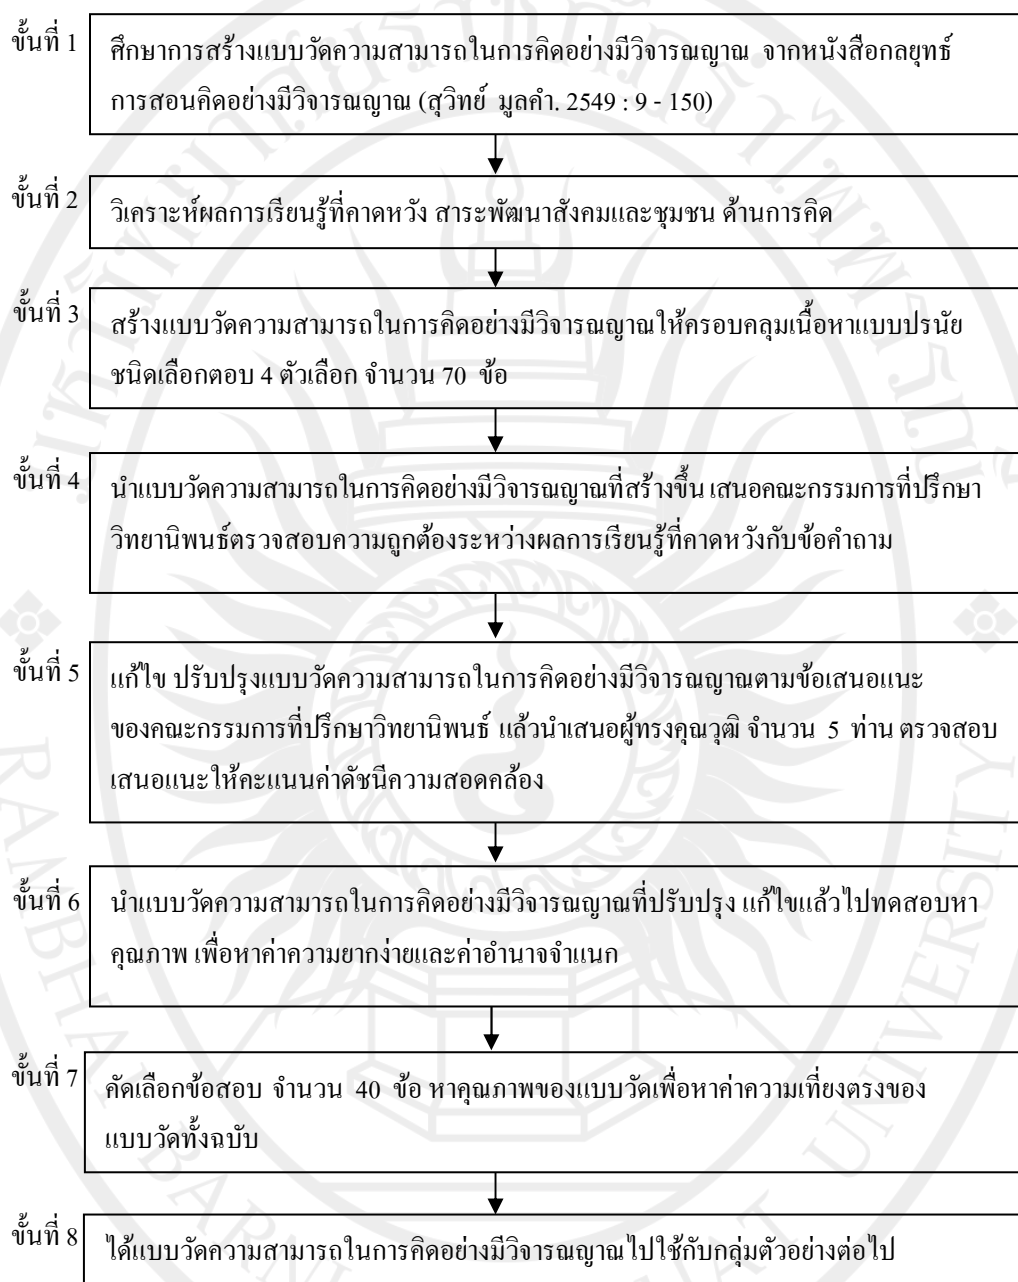 ขั้นที่ 1
ศึกษาการสร้างแบบวัดความสามารถในการคิดอย่างมีวิจารณญาณ จากหนังสือกลยุทธ์
การสอนคิดอย่างมีวิจารณญาณ (สุวิทย์ มูลคำ. 2549 : 9 - 150)
ขั้นที่ 2
วิเคราะห์ผลการเรียนรู้ที่คาดหวัง สาระพัฒนาสังคมและชุมชน ด้านการคิด
ขั้นที่ 3
สร้างแบบวัดความสามารถในการคิดอย่างมีวิจารณญาณให้ครอบคลุมเนื้อหาแบบปรนัย
ชนิดเลือกตอบ 4 ตัวเลือก จำนวน 70 ข้อ
ขั้นที่ 4
นำแบบวัดความสามารถในการคิดอย่างมีวิจารณญาณที่สร้างขึ้น เสนอคณะกรรมการที่ปรึกษา
วิทยานิพนธ์ตรวจสอบความถูกต้องระหว่างผลการเรียนรู้ที่คาดหวังกับข้อคำถาม
ขั้นที่ 5
แก้ไข ปรับปรุงแบบวัดความสามารถในการคิดอย่างมีวิจารณญาณตามข้อเสนอแนะ
ของคณะกรรมการที่ปรึกษาวิทยานิพนธ์ แล้วนำเสนอผู้ทรงคุณวุฒิ จำนวน 5 ท่าน ตรวจสอบ
เสนอแนะให้คะแนนค่าดัชนีความสอดคล้อง
ขั้นที่ 6
นำแบบวัดความสามารถในการคิดอย่างมีวิจารณญาณที่ปรับปรุง แก้ไขแล้วไปทดสอบหา
คุณภาพ เพื่อหาค่าความยากง่ายและค่าอำนาจจำแนก
ขั้นที่ 7
คัดเลือกข้อสอบ จำนวน 40 ข้อ หาคุณภาพของแบบวัดเพื่อหาค่าความเที่ยงตรงของ
แบบวัดทั้งฉบับ
ขั้นที่ 8
ได้แบบวัดความสามารถในการคิดอย่างมีวิจารณญาณไปใช้กับกลุ่มตัวอย่างต่อไป